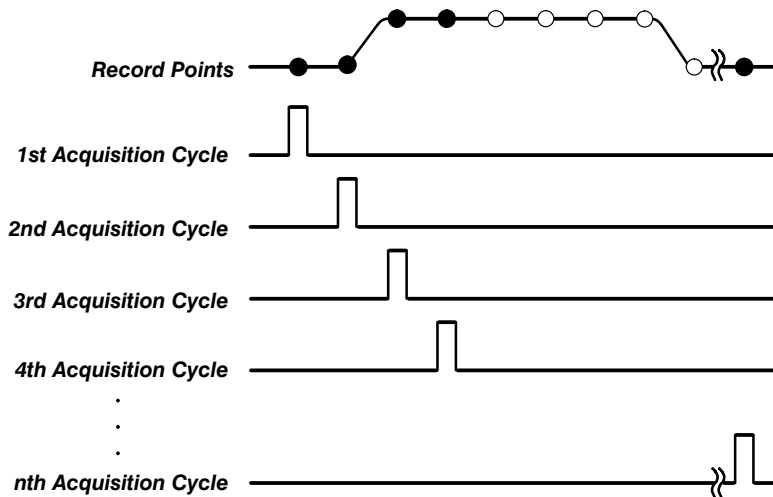 Record Points
1st Acquisition Cycle
2nd Acquisition Cycle
3rd Acquisition Cycle
4th Acquisition Cycle
nth Acquisition Cycle